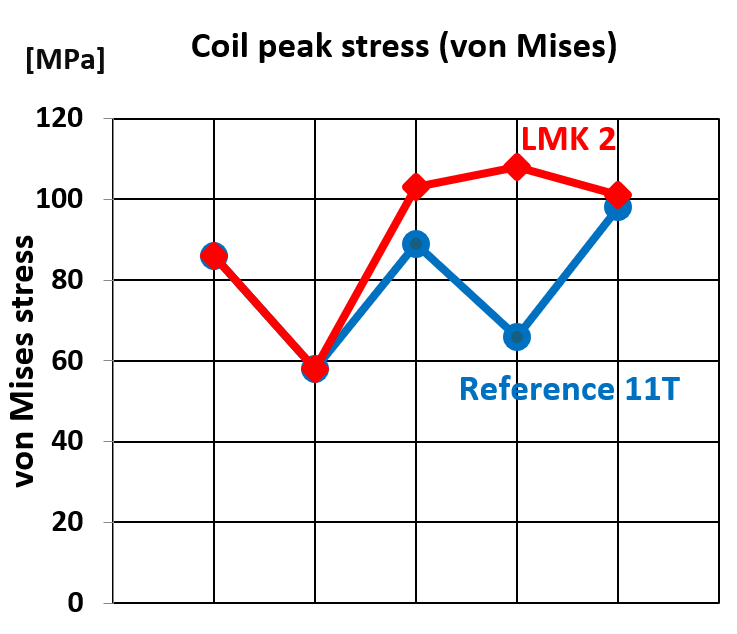 Coil peak stress (von Mises)
[MPa]
120
LMK 2
100
80
60
Reference 11T
40
20
0
von Mises stress